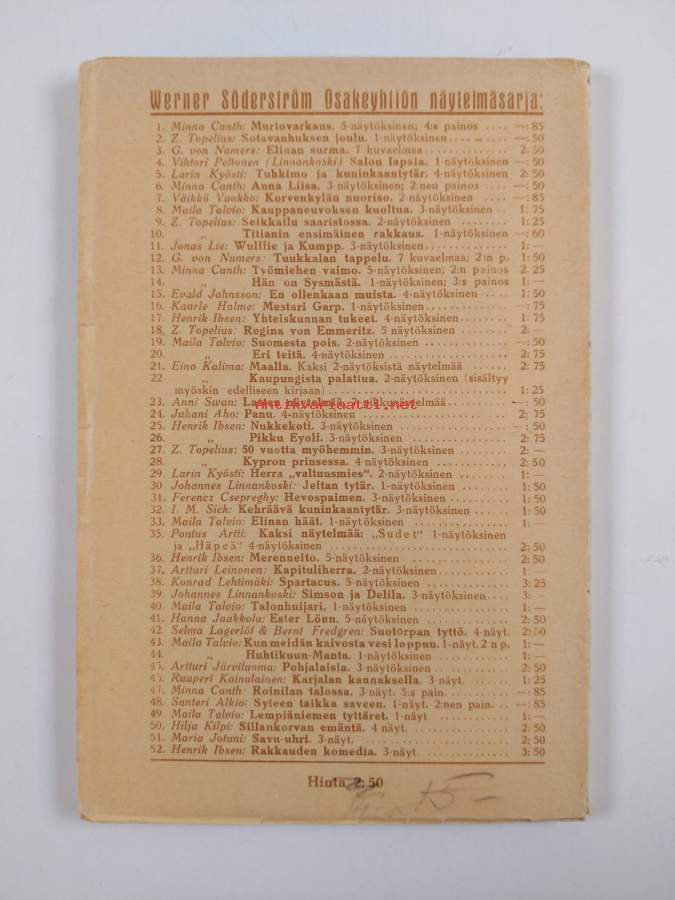 Werner Söderström Osakeyhtiön näytelmäsarja:
1. Minna Canth: Murtovarkaus. 5-näytöksinen; 4:s painos .... —: 85
2. Z. Topelius: Sotavanhuksen joulu. 1-näytöksinen .... —: 50
3. G. von Numers: Elinan surma. 7 kuvaelmaa ............. 2: 50
4. Vihtori Peltonen (Linnankoski) Salon lapsia. 1-näytöksinen —: 50
5. Larin Kyösti: Tuhkimo ja kuninkaantytär. 4-näytöksinen 2: 50
6. Minna Canth: Anna Liisa. 3-näytöksinen; 2:nen painos .... —: 50
7. Väikkö Vuokko: Korvenkylän nuoriso. 2-näytöksinen ..... —: 85
8. Maila Talvio: Kauppaneuvoksen kuoltua. 3-näytöksinen .. 1: 75
9. Z. Topelius: Seikkailu saaristossa. 2-näytöksinen ........ 1: 25
10. „ Titianin ensimäinen rakkaus. 1-näytöksinen —: 60
11. Jonas Lie: Wulffie ja Kumpp. 3-näytöksinen .............. 1: —
12. G. von Numers: Tuukkalan tappelu. 7 kuvaelmaa; 2:n p. 1: 50
13. Minna Canth: Työmiehen vaimo. 5-näytöksinen; 2:n painos 2 25
14. „ Hän on Sysmästä. 1-näytöksinen; 3:s painos 1: —
15. Evald Jahnsson: En ollenkaan muista. 4-näytöksinen ... 1: 50
16. Kaarle Halme: Mestari Garp. 1-näytöksinen ............. —: 75
17. Henrik Ibsen: Yhteiskunnan tukeet. 4-näytöksinen ....... 1: 75
18. Z. Topelius: Regina von Emmeritz. 5 näytöksinen ........ 2: —
19. Maila Talvio: Suomesta pois. 2-näytöksinen .............. —: 50
20. „ Eri teitä. 4-näytöksinen .................. 2: 75
21. Eino Kalima: Maalla. Kaksi 2-näytöksistä näytelmää ..... 2: 75
22 „ Kaupungista palattua. 2-näytöksinen (sisältyy
myöskin edelliseen kirjaan) ............................ 1: 25
23. Anni Swan: Lasten näytelmiä. 2 pikkunäytelmää ........ —: 50
24. Juhani Aho: Panu. 4-näytöksinen ......................... 2; 75
25. Henrik Ibsen: Nukkekoti. 3-näytöksinen .................. —: 50
26. „ Pikku Eyolf. 3-näytöksinen ............... 2: 75
27. Z. Topelius: 50 vuotta myöhemmin. 3-näytöksinen ........ 2: —
28. „ Kypron prinsessa. 4 näytöksinen ........... 2: 50
29. Larin Kyösti: Herra „valtuusmies”. 2-näytöksinen ........ 1: —
30 Johannes Linnankoski: Jeftan tytär. 1-näytöksinen ........ 1: 50
31. Ferencz Csepreghy: Hevospaimen. 3-näytöksinen ......... 1: 50
32. I. M. Sick: Kehräävä kuninkaantytär. 3-näytöksinen ..... 1: 50
33. Maila Talvio: Elinan häät. 1-näytöksinen ................ 1: —
35. Pontus Artti: Kaksi näytelmää: „Sudet” 1-näytöksinen
ja „Häpeä” 4-näytöksinen .............................. 2: 50
36. Henrik Ibsen: Merenneito. 5-näytöksinen ................. 2: 50
37. Artturi Leinonen: Kapituliherra. 2-näytöksinen ........... 1: —
38. Konrad Lehtimäki: Spartacus. 5-näytöksinen ............. 3: 25
39. Johannes Linnankoski: Simson ja Delila. 3-näytöksinen .... 3: —
40. Maila Talvio: Talonhuijari. 1-näytöksinen ................ 1: —
41. Hanna Jaakkola: Ester Lönn. 5-näytöksinen .............. 2: 50
42. Selma Lagerlöf & Bernt Fredgren: Suotorpan tyttö. 4-näyt. 2: 50
43. Maila Talvio: Kun meidän kaivosta vesi loppuu. 1-näyt. 2 n p. 1: —
44. „ Huhtikuun-Manta. 1-näytöksinen ........... 1: —
45. Artturi Järviluoma: Pohjalaisia. 3-näytöksinen ............ 2: 50
45. Ruuperi Kainulainen: Karjalan kannaksella. 3 näyt. ...... 1: 25
47. Minna Canth: Roinilan talossa. 3-näyt. 5:s pain. ......... —: 85
48. Santeri Alkio: Syteen taikka saveen. 1-näyt. 2:nen pain. .. —: 85
49. Maila Talvio: Lempiäniemen tyttäret. 1-näyt ............. 1: —
50. Hilja Kilpi: Sillankorvan emäntä. 4 näyt. ................ 2: 50
51. Maria Jotuni: Savu-uhri. 3-näyt. ......................... 2: 50
52. Henrik Ibsen: Rakkauden komedia. 3-näyt. ............... 3: 50
Antikvariaatti.net
Hinta 2: 50
15-